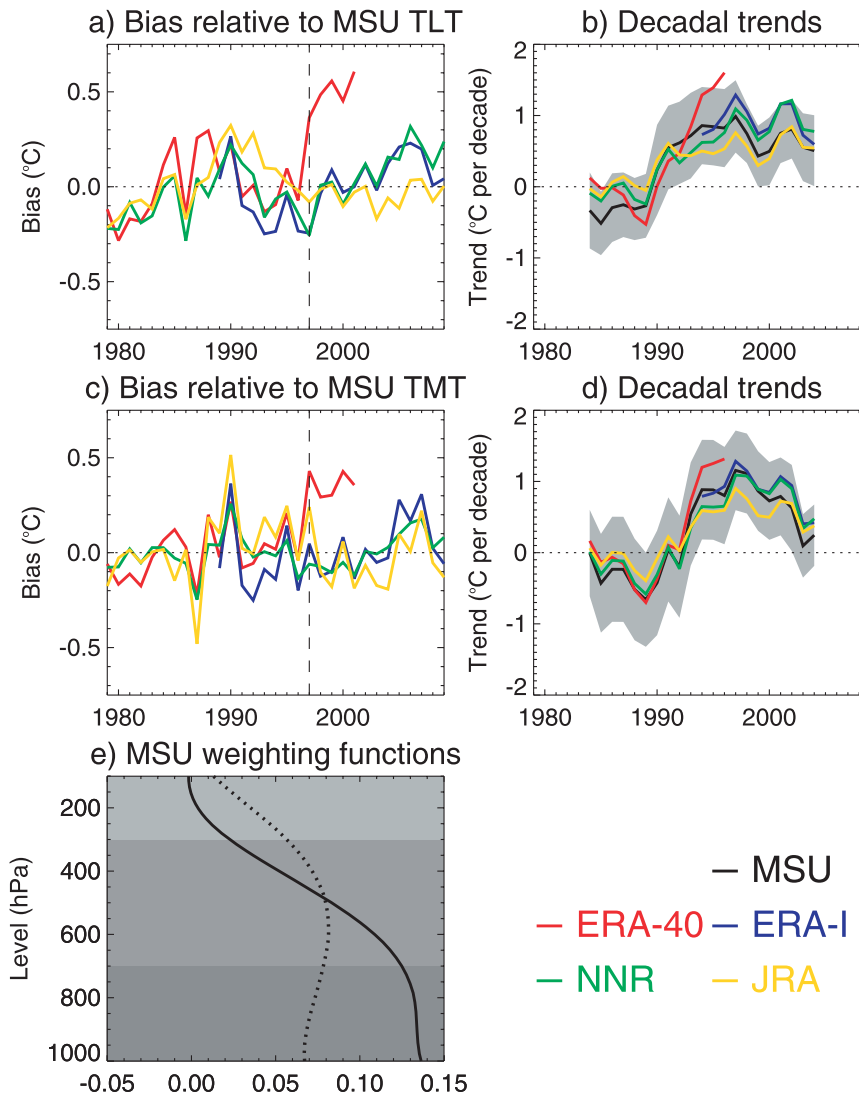 a) Bias relative to MSU TLT
b) Decadal trends
Bias (°C)
0.5
0.0
-0.5
1980 1990 2000
Trend (°C per decade)
2
1
0
-1
-2
1980 1990 2000
c) Bias relative to MSU TMT
d) Decadal trends
Bias (°C)
0.5
0.0
-0.5
1980 1990 2000
Trend (°C per decade)
2
1
0
-1
-2
1980 1990 2000
e) MSU weighting functions
Level (hPa)
200
400
600
800
1000
-0.05 0.00 0.05 0.10 0.15
MSU
ERA-40 ERA-I
NNR JRA